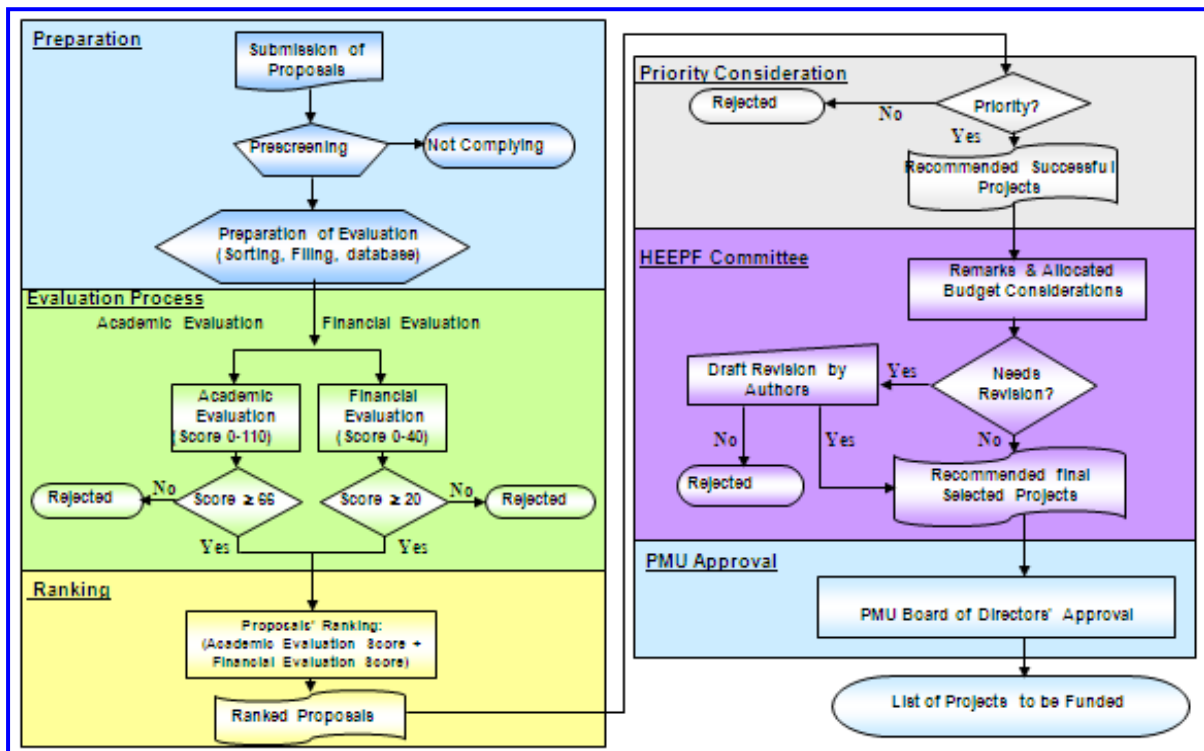 Preparation
Submission of
Proposals
Prescreening
Not Complying
Preparation of Evaluation
(Sorting, Filing, database)
Evaluation Process
Academic Evaluation
Financial Evaluation
Academic
Evaluation
(Score 0-110)
Financial
Evaluation
(Score 0-40)
Rejected
No
Score ≥ 66
Score ≥ 20
No
Rejected
Yes
Yes
Ranking
Proposals' Ranking:
(Academic Evaluation Score +
Financial Evaluation Score)
Ranked Proposals
Priority Consideration
Rejected
No
Priority?
Yes
Recommended Successful
Projects
HEEPF Committee
Remarks & Allocated
Budget Considerations
Draft Revision by
Authors
Yes
Needs
Revision?
No
Yes
No
Rejected
Recommended final
Selected Projects
PMU Approval
PMU Board of Directors' Approval
List of Projects to be Funded